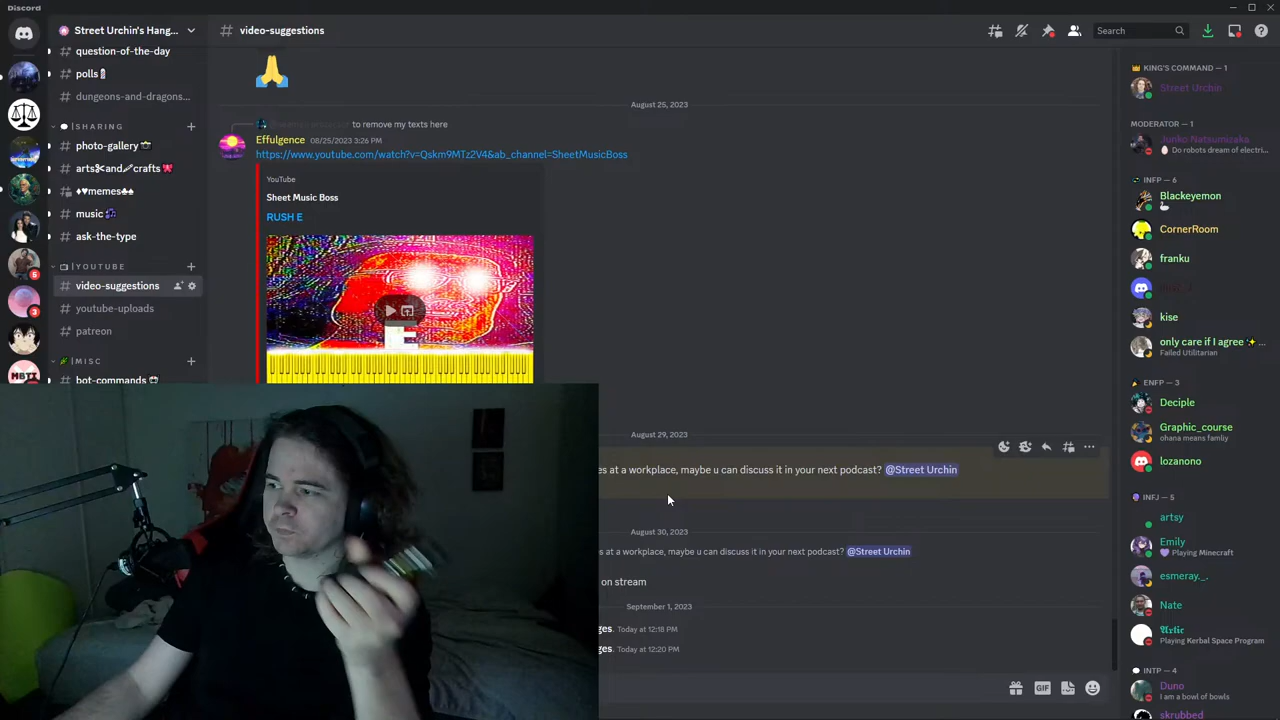 Discord
Street Urchin's Hang...
video-suggestions
Search
question-of-the-day
polls
dungeons-and-dragons...
SHARING
photo-gallery
arts and crafts
memes
music
ask-the-type
YOUTUBE
video-suggestions
youtube-uploads
patreon
MISC
bot-commands
5
3
MBTI
August 25, 2023
to remove my texts here
Effulgence 08/25/2023 3:26 PM
https://www.youtube.com/watch?v=Qskm9MTz2V4&ab_channel=SheetMusicBoss
YouTube
Sheet Music Boss
RUSH E
E
August 29, 2023
es at a workplace, maybe u can discuss it in your next podcast? @Street Urchin
August 30, 2023
s at a workplace, maybe u can discuss it in your next podcast? @Street Urchin
on stream
September 1, 2023
ges. Today at 12:18 PM
ges. Today at 12:20 PM
GIF
KING'S COMMAND — 1
Street Urchin
MODERATOR — 1
Junko Natsumizaka
Do robots dream of electri...
INFP — 6
Blackeyemon
CornerRoom
franku
kise
only care if I agree ...
Failed Utilitarian
ENFP — 3
Deciple
Graphic_course
ohana means famliy
lozanono
INFJ — 5
artsy
Emily
Playing Minecraft
esmeray._.
Nate
Urlic
Playing Kerbal Space Program
INTP — 4
Duno
I am a bowl of bowls
skrubbed